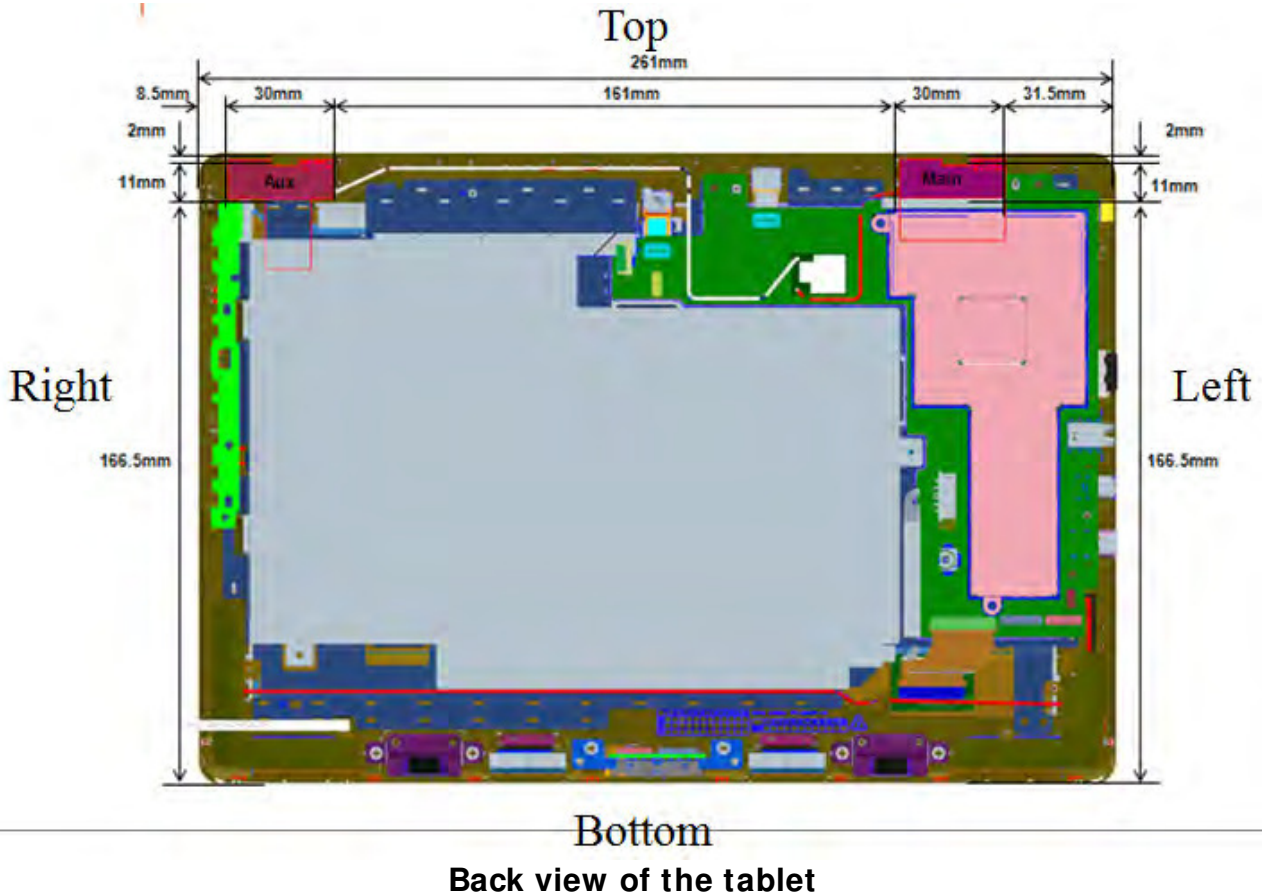 Top
261mm
8.5mm 30mm 161mm 30mm 31.5mm
2mm 2mm
11mm Aux Main 11mm
Right Left
166.5mm 166.5mm
Bottom
Back view of the tablet